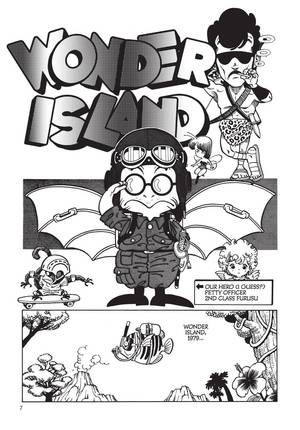 WONDER
ISLAND
OUR HERO (I GUESS?)
PETTY OFFICER
2ND CLASS FURUSU
WONDER
ISLAND,
1979...
7